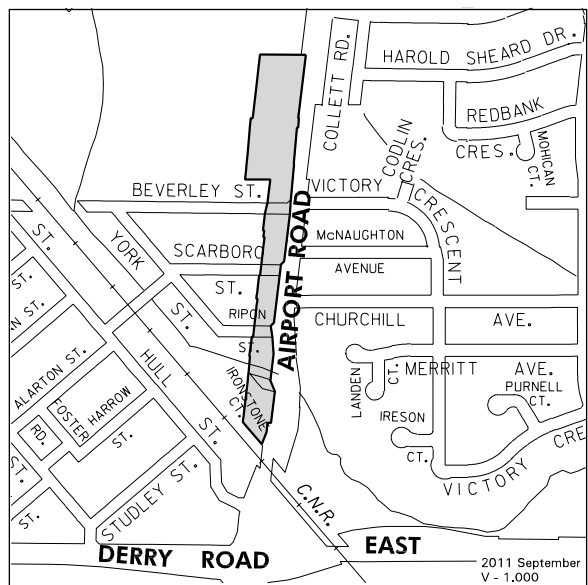 HAROLD SHEARD DR.
COLLETT RD.
REDBANK
CRES.
MOHICAN
CT.
CODLIN
CRES.
BEVERLEY ST.
VICTORY
CRESCENT
ST.
YORK
SCARBORO
ST.
McNAUGHTON
AVENUE
AIRPORT ROAD
ST.
ST.
RIPON
ST.
CHURCHILL
AVE.
N ST.
HULL
ST.
IRONSTONE
CT.
LANDEN
CT.
MERRITT
AVE.
PURNELL
CT.
IRESON
CT.
ALARTON ST.
FOSTER
RD.
HARROW
ST.
ST.
ST.
STUDLEY ST.
VICTORY
CRE
C.N.R.
DERRY ROAD
EAST
2011 September
V - 1,000